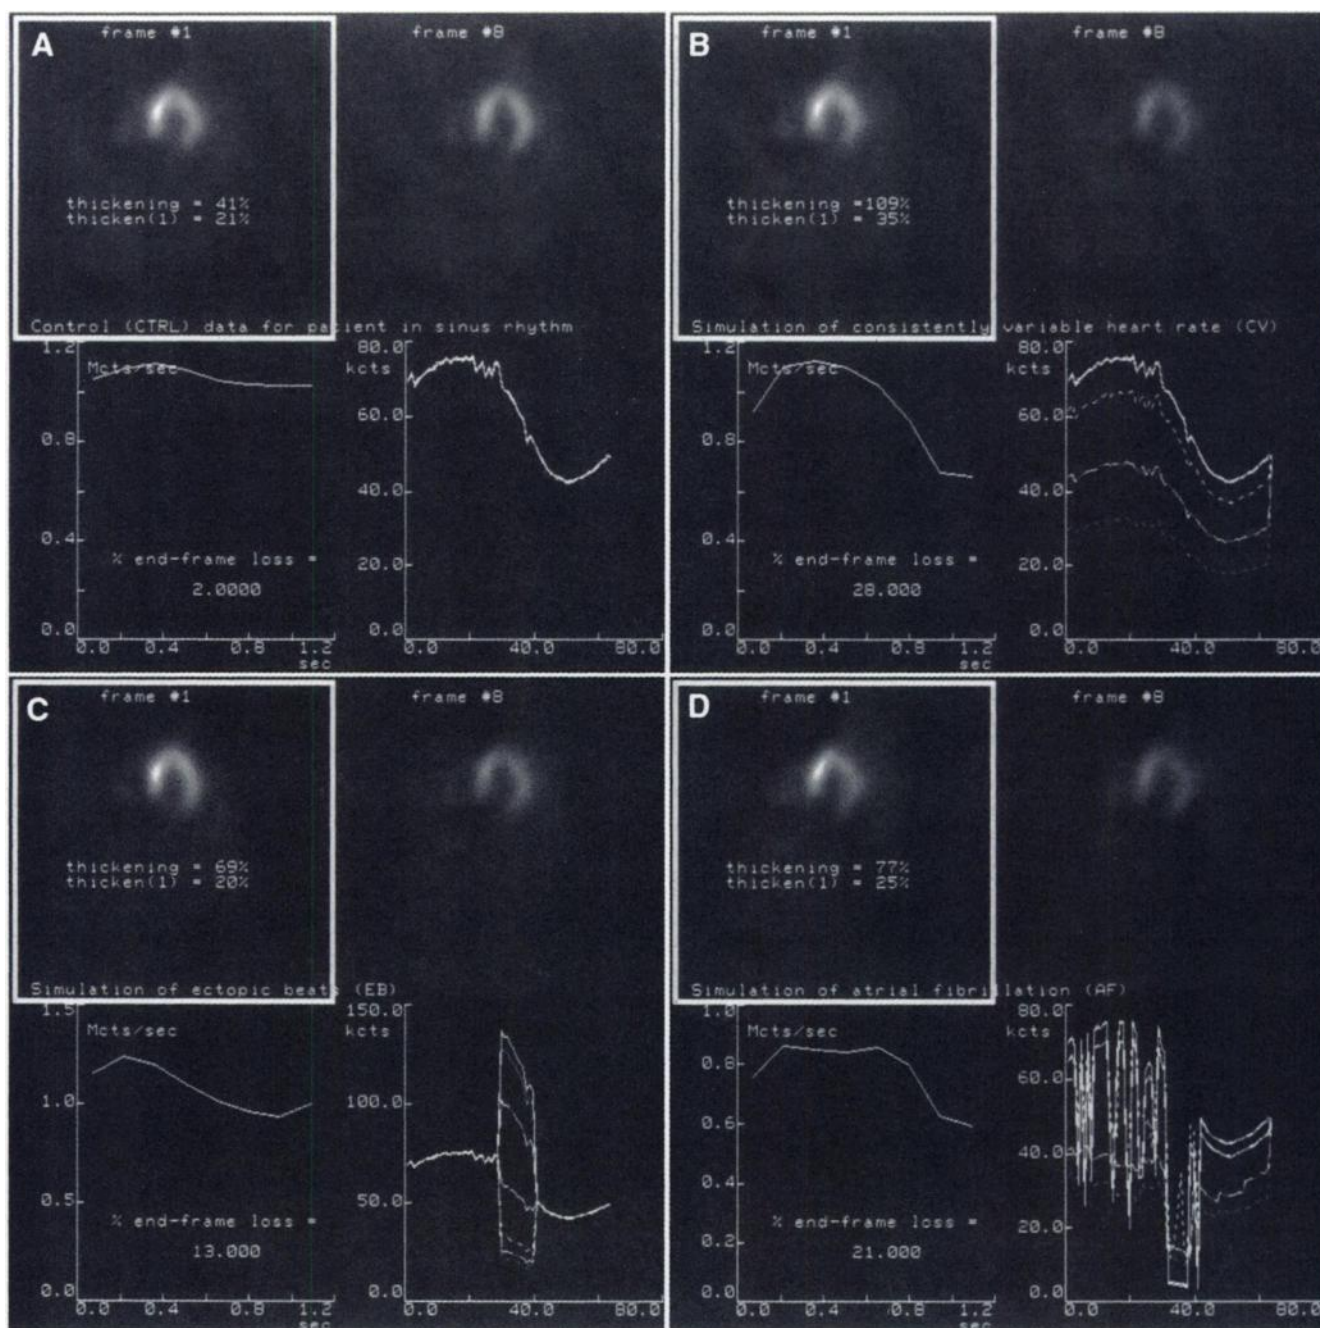 A
frame #1
frame #8
thickening = 41%
thicken(1) = 21%
Control (CTRL) data for patient in sinus rhythm
1.2
Mcts/sec
0.8
0.4
0.0
% end-frame loss =
2.0000
0.0
0.4
0.8
1.2
sec
80.0
kcts
60.0
40.0
20.0
0.0
0.0
40.0
80.0
B
frame #1
frame #8
thickening =109%
thicken(1) = 35%
Simulation of consistently variable heart rate (CV)
1.2
Mcts/sec
0.8
0.4
0.0
% end-frame loss =
28.000
0.0
0.4
0.8
1.2
sec
80.0
kcts
60.0
40.0
20.0
0.0
0.0
40.0
80.0
C
frame #1
frame #8
thickening = 69%
thicken(1) = 20%
Simulation of ectopic beats (EB)
1.5
Mcts/sec
1.0
0.5
0.0
% end-frame loss =
13.000
0.0
0.4
0.8
1.2
sec
150.0
kcts
100.0
50.0
0.0
0.0
40.0
80.0
D
frame #1
frame #8
thickening = 77%
thicken(1) = 25%
Simulation of atrial fibrillation (AF)
1.0
Mcts/sec
0.8
0.6
0.4
0.2
0.0
% end-frame loss =
21.000
0.0
0.4
0.8
1.2
sec
80.0
kcts
60.0
40.0
20.0
0.0
0.0
40.0
80.0